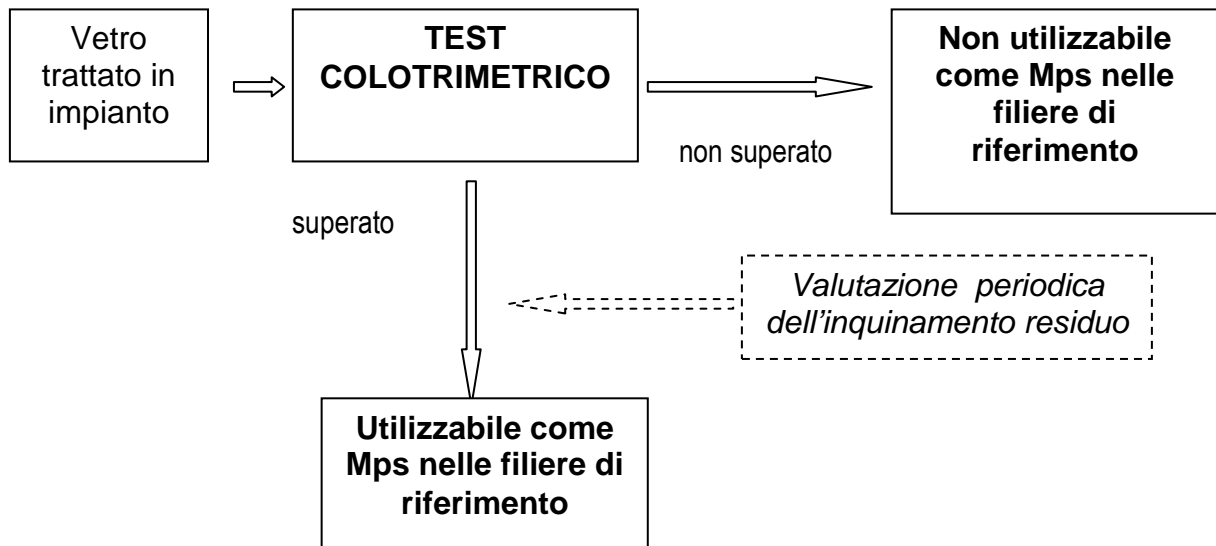 Vetro
trattato in
impianto
TEST
COLOTRIMETRICO
Non utilizzabile
come Mps nelle
filiere di
riferimento
non superato
superato
Valutazione periodica
dell'inquinamento residuo
Utilizzabile come
Mps nelle filiere di
riferimento